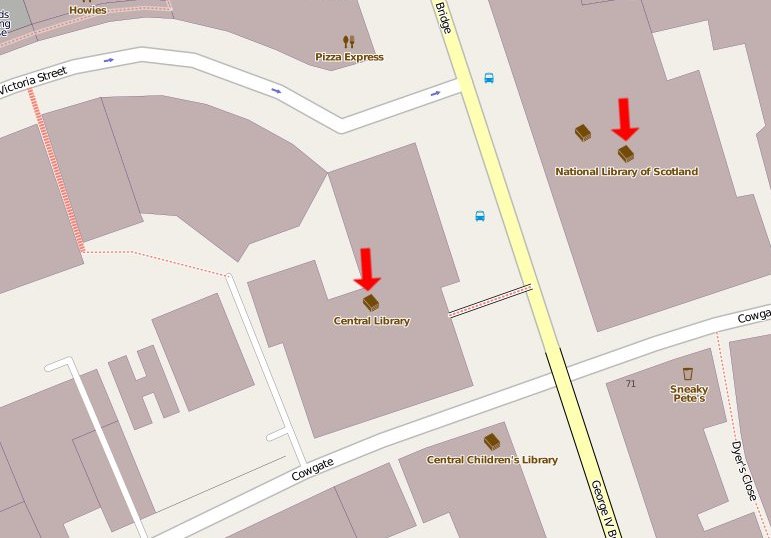 Howies
Bridge
Pizza Express
Victoria Street
National Library of Scotland
Central Library
Cowga
71
Sneaky
Pete's
Central Children's Library
Cowgate
Dyer's Close
George IV B